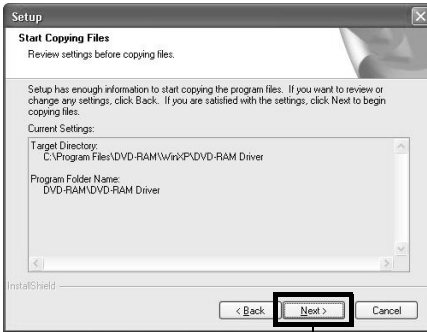 Setup
Start Copying Files
Review settings before copying files.
Setup has enough information to start copying the program files. If you want to review or
change any settings, click Back. If you are satisfied with the settings, click Next to begin
copying files.
Current Settings:
Target Directory:
C:\Program Files\DVD-RAM\WinXP\DVD-RAM Driver
Program Folder Name:
DVD-RAM\DVD-RAM Driver
InstallShield
< Back Next > Cancel